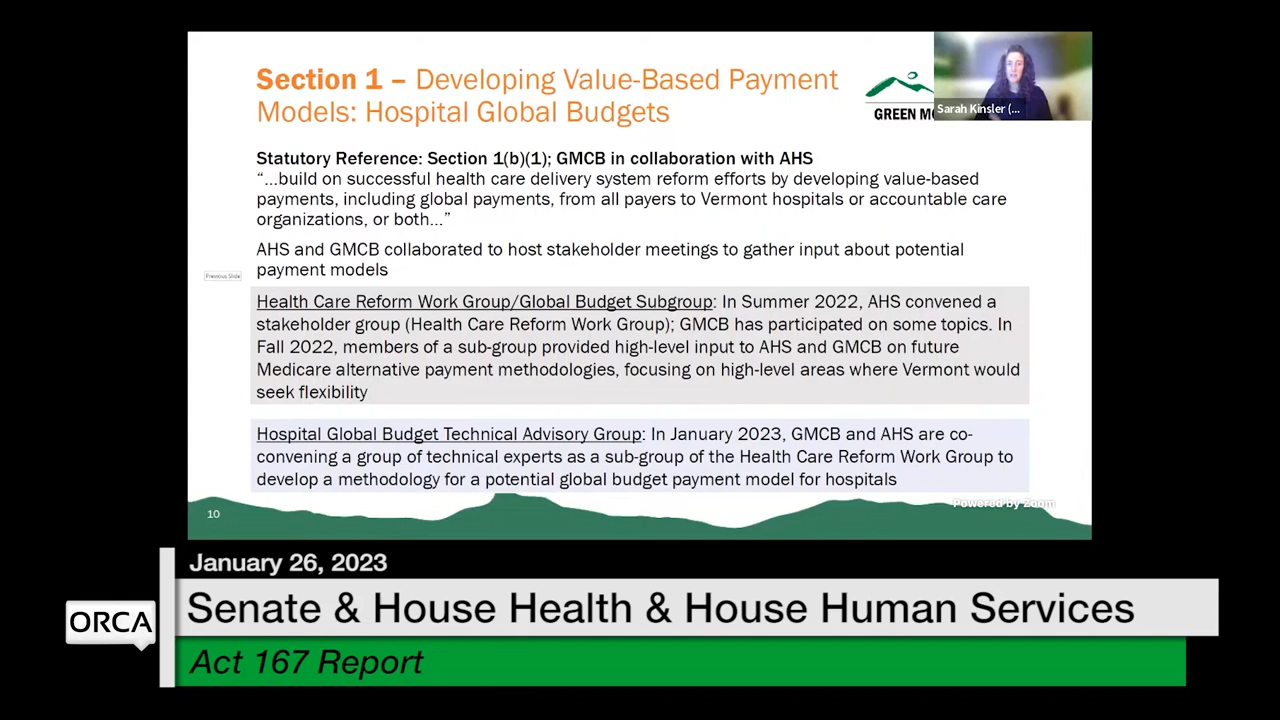 Section 1 – Developing Value-Based Payment
Models: Hospital Global Budgets
GREEN MO
Sarah Kinsler (...
Statutory Reference: Section 1(b)(1); GMCB in collaboration with AHS
“...build on successful health care delivery system reform efforts by developing value-based
payments, including global payments, from all payers to Vermont hospitals or accountable care
organizations, or both...”
AHS and GMCB collaborated to host stakeholder meetings to gather input about potential
payment models
Previous Slide
Health Care Reform Work Group/Global Budget Subgroup: In Summer 2022, AHS convened a
stakeholder group (Health Care Reform Work Group); GMCB has participated on some topics. In
Fall 2022, members of a sub-group provided high-level input to AHS and GMCB on future
Medicare alternative payment methodologies, focusing on high-level areas where Vermont would
seek flexibility
Hospital Global Budget Technical Advisory Group: In January 2023, GMCB and AHS are co-
convening a group of technical experts as a sub-group of the Health Care Reform Work Group to
develop a methodology for a potential global budget payment model for hospitals
Powered by Zoom
10
January 26, 2023
ORCA
Senate & House Health & House Human Services
Act 167 Report